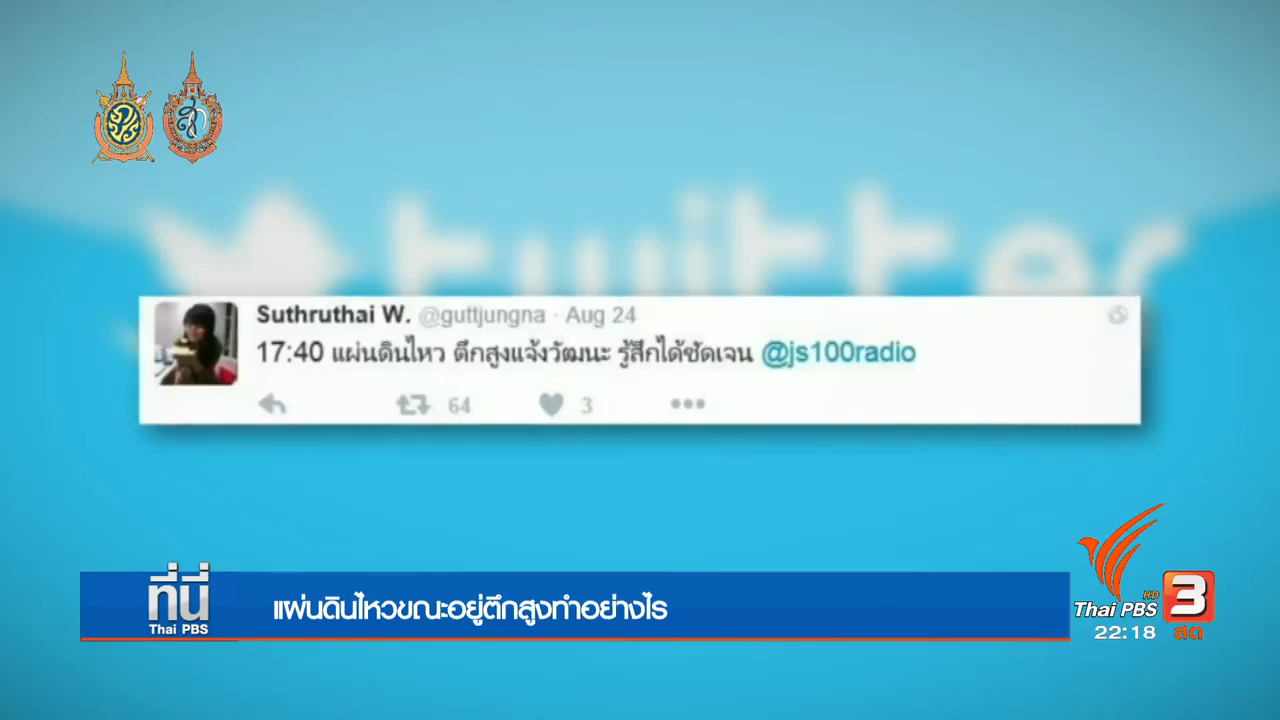 twitter
Suthruthai W. @guttjungna · Aug 24
17:40 แผ่นดินไหว ตึกสูงแจ้งวัฒนะ รู้สึกได้ชัดเจน @js100radio
64 3
ที่นี่
Thai PBS
แผ่นดินไหวขณะอยู่ตึกสูงทำอย่างไร
Thai PBS HD 3
22:18 สด